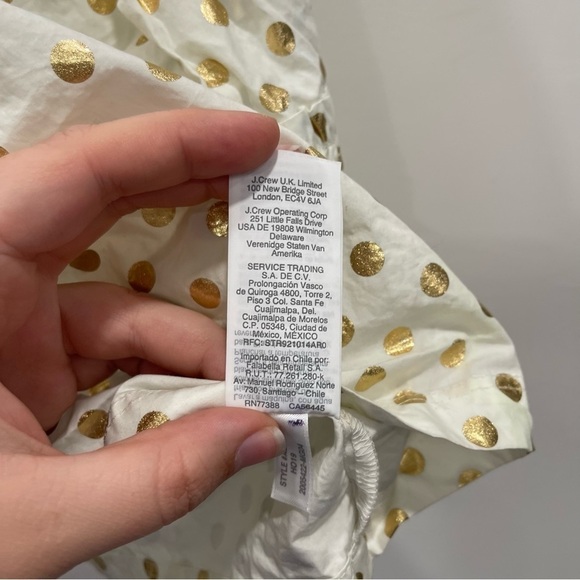 J.Crew U.K. Limited
100 New Bridge Street
London, EC4V 6JA
J.Crew Operating Corp
251 Little Falls Drive
USA DE 19808 Wilmington
Delaware
Verenidge Staten Van
Amerika
SERVICE TRADING
S.A. DE C.V.
Prolongación Vasco
de Quiroga 4800, Torre 2,
Piso 3 Col. Santa Fe
Cuajimalpa, Del.
Cuajimalpa de Morelos
C.P. 05348, Ciudad de
México, MÉXICO
RFC: STR921014AR0
Importado en Chile por:
Falabella Retail S.A.
R.U.T.: 77.261.280-k
Av. Manuel Rodriguez Norte
730, Santiago – Chile
RN77388 CA56445
STYLE
HO19